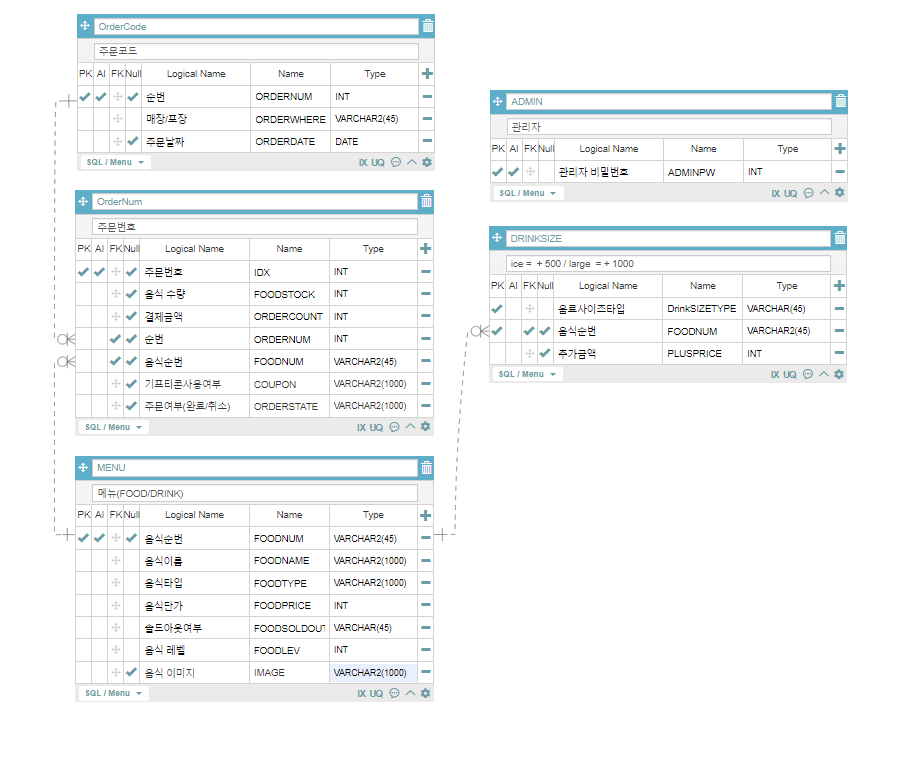 OrderCode
주문코드
PK AI FK Null Logical Name Name Type
순번 ORDERNUM INT
매장/포장 ORDERWHERE VARCHAR2(45)
주문날짜 ORDERDATE DATE
SQL / Menu IX UQ
OrderNum
주문번호
PK AI FK Null Logical Name Name Type
주문번호 IDX INT
음식 수량 FOODSTOCK INT
결제금액 ORDERCOUNT INT
순번 ORDERNUM INT
음식순번 FOODNUM VARCHAR2(45)
기프티콘사용여부 COUPON VARCHAR2(1000)
주문여부(완료/취소) ORDERSTATE VARCHAR2(1000)
SQL / Menu IX UQ
MENU
메뉴(FOOD/DRINK)
PK AI FK Null Logical Name Name Type
음식순번 FOODNUM VARCHAR2(45)
음식이름 FOODNAME VARCHAR2(1000)
음식타입 FOODTYPE VARCHAR2(1000)
음식단가 FOODPRICE INT
솔드아웃여부 FOODSOLDOUT VARCHAR(45)
음식 레벨 FOODLEV INT
음식 이미지 IMAGE VARCHAR2(1000)
SQL / Menu IX UQ
ADMIN
관리자
PK AI FK Null Logical Name Name Type
관리자 비밀번호 ADMINPW INT
SQL / Menu IX UQ
DRINKSIZE
ice = + 500 / large = + 1000
PK AI FK Null Logical Name Name Type
음료사이즈타입 DrinkSIZETYPE VARCHAR(45)
음식순번 FOODNUM VARCHAR2(45)
추가금액 PLUSPRICE INT
SQL / Menu IX UQ